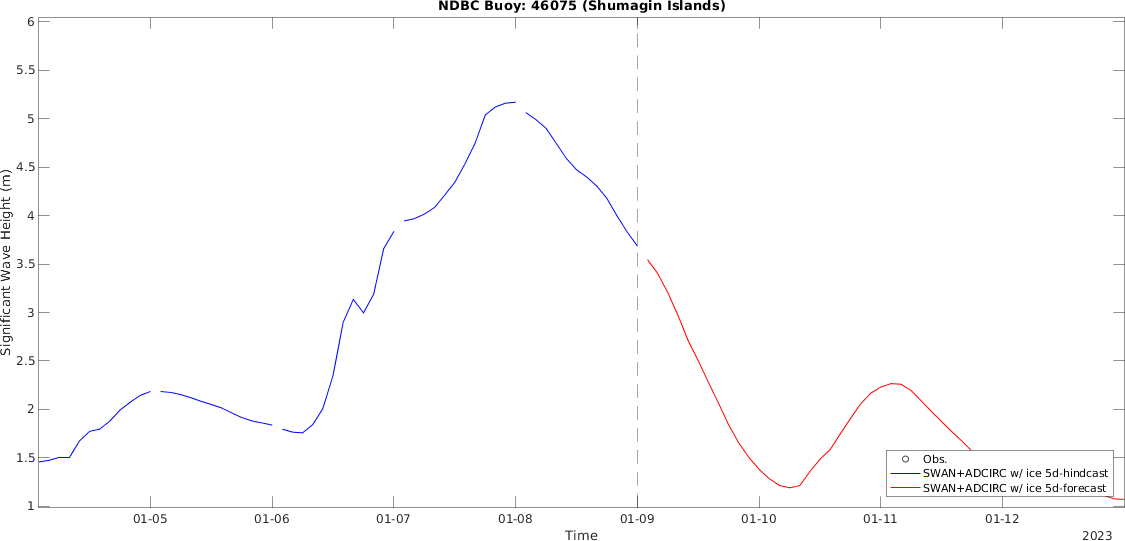 NDBC Buoy: 46075 (Shumagin Islands)
6
5.5
5
4.5
4
3.5
3
2.5
2
1.5
1
Significant Wave Height (m)
Obs.
SWAN+ADCIRC w/ ice 5d-hindcast
SWAN+ADCIRC w/ ice 5d-forecast
01-05 01-06 01-07 01-08 01-09 01-10 01-11 01-12
Time
2023